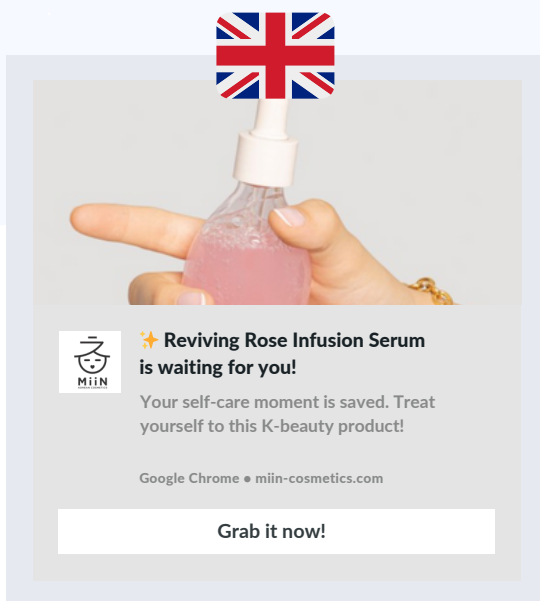 ✨ Reviving Rose Infusion Serum
is waiting for you!
MiiN
Your self-care moment is saved. Treat
yourself to this K-beauty product!
Google Chrome • miin-cosmetics.com
Grab it now!